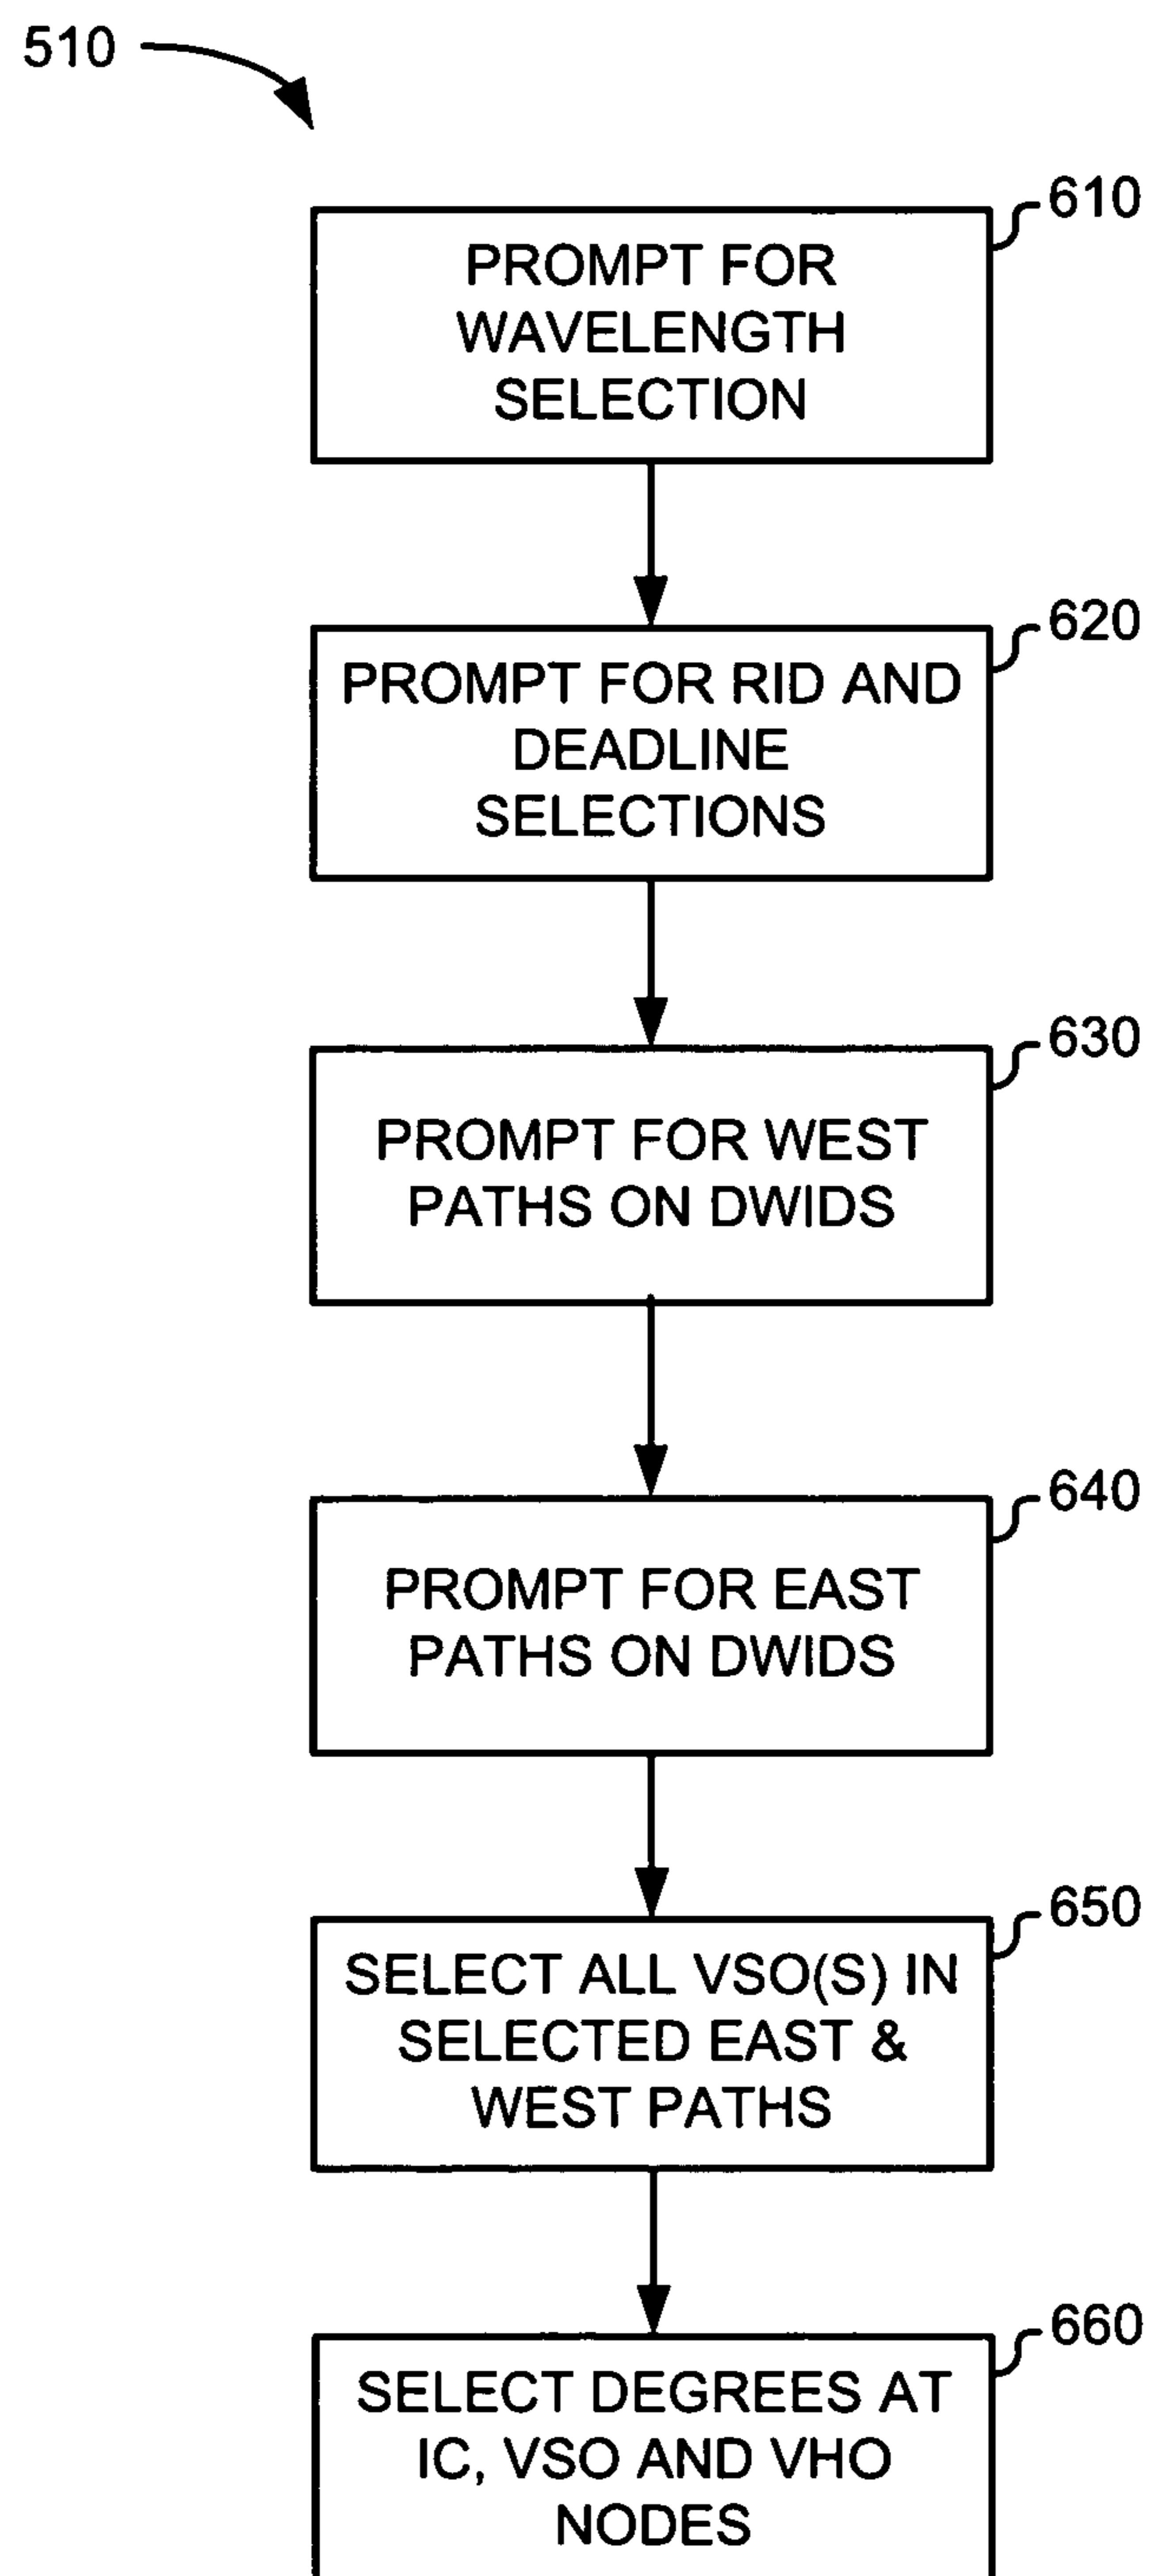 510
610
PROMPT FOR
WAVELENGTH
SELECTION
620
PROMPT FOR RID AND
DEADLINE
SELECTIONS
630
PROMPT FOR WEST
PATHS ON DWIDS
640
PROMPT FOR EAST
PATHS ON DWIDS
650
SELECT ALL VSO(S) IN
SELECTED EAST &
WEST PATHS
660
SELECT DEGREES AT
IC, VSO AND VHO
NODES